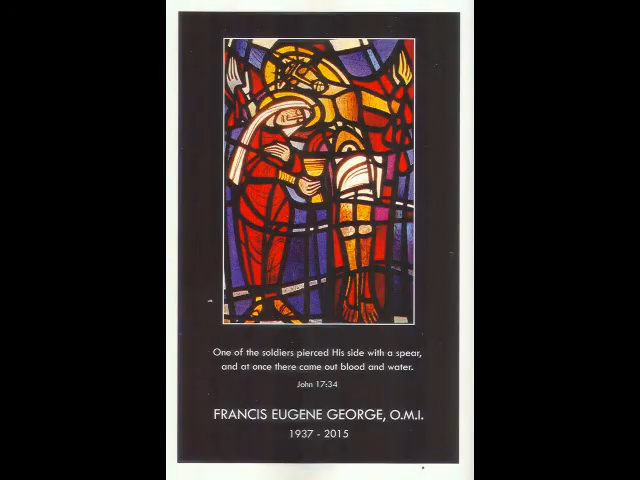 One of the soldiers pierced His side with a spear,
and at once there came out blood and water.
John 17:34
FRANCIS EUGENE GEORGE, O.M.I.
1937 - 2015